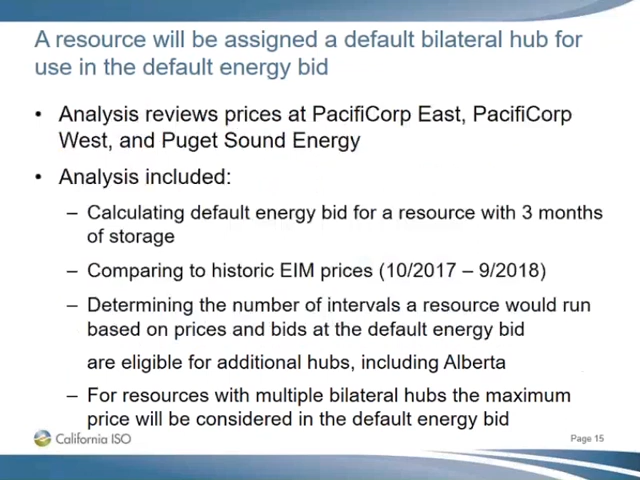 A resource will be assigned a default bilateral hub for
use in the default energy bid
• Analysis reviews prices at PacifiCorp East, PacifiCorp
West, and Puget Sound Energy
• Analysis included:
– Calculating default energy bid for a resource with 3 months
of storage
– Comparing to historic EIM prices (10/2017 – 9/2018)
– Determining the number of intervals a resource would run
based on prices and bids at the default energy bid
are eligible for additional hubs, including Alberta
– For resources with multiple bilateral hubs the maximum
price will be considered in the default energy bid
California ISO
Page 15